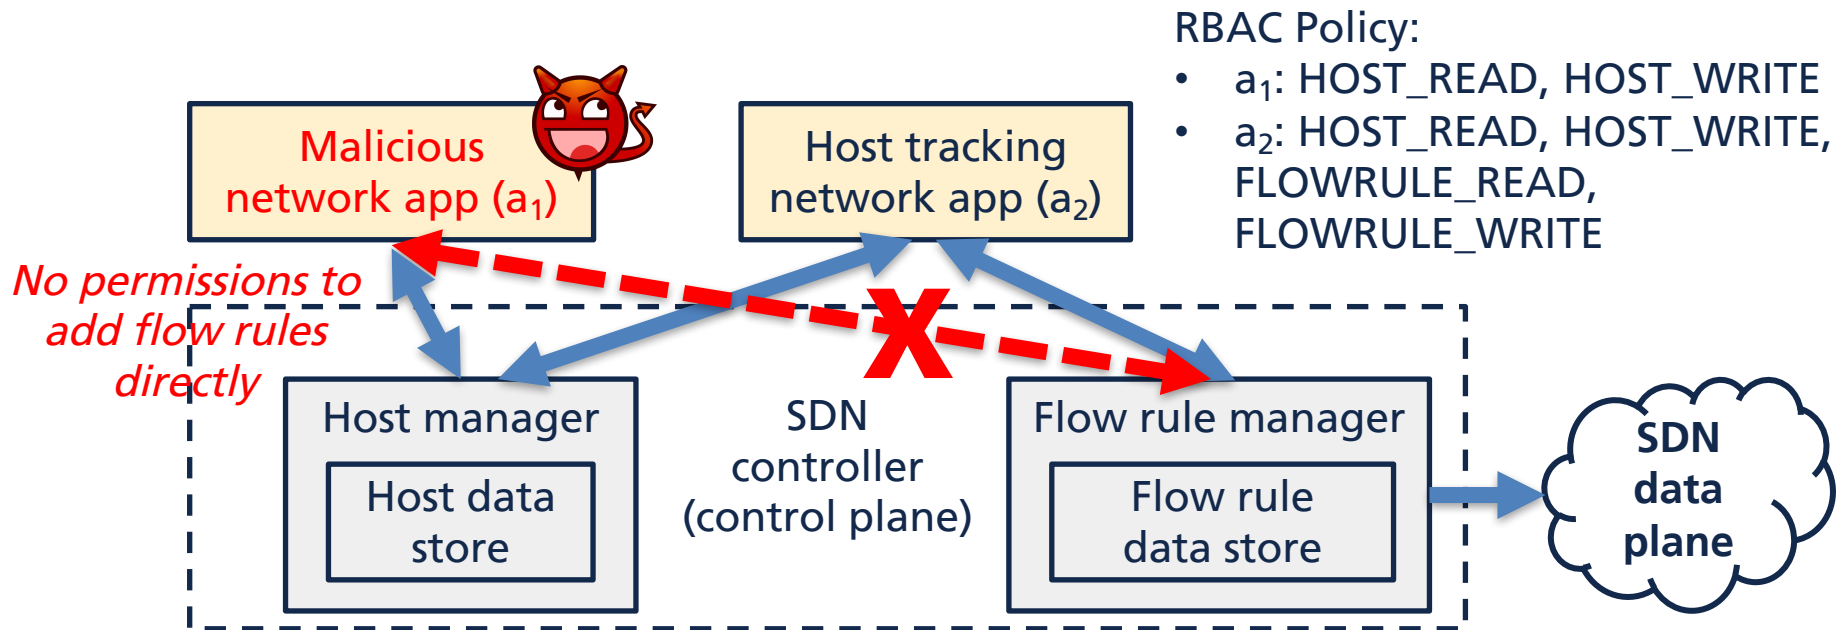 RBAC Policy:
• a₁: HOST_READ, HOST_WRITE
• a₂: HOST_READ, HOST_WRITE,
FLOWRULE_READ,
FLOWRULE_WRITE
Malicious
network app (a₁)
Host tracking
network app (a₂)
No permissions to
add flow rules
directly
X
Host manager
Host data
store
SDN
controller
(control plane)
Flow rule manager
Flow rule
data store
SDN
data
plane